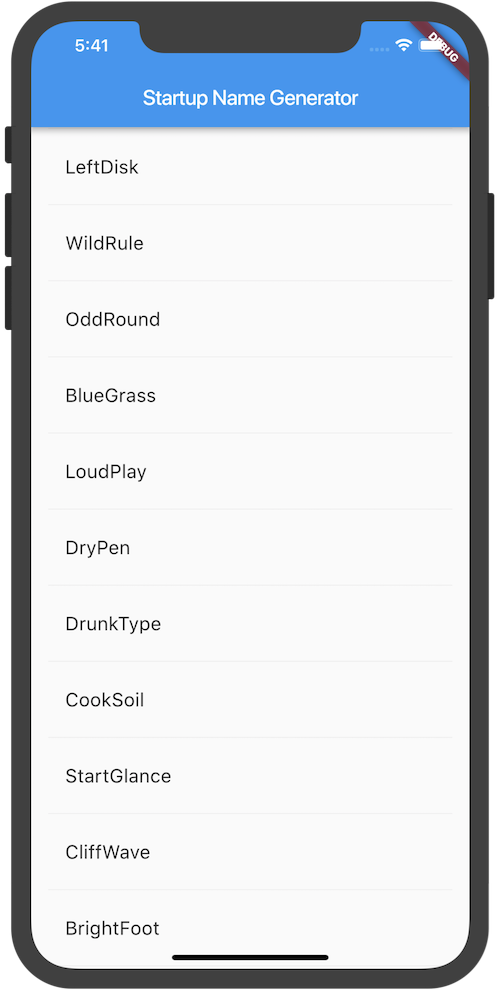 5:41
DEBUG
Startup Name Generator
LeftDisk
WildRule
OddRound
BlueGrass
LoudPlay
DryPen
DrunkType
CookSoil
StartGlance
CliffWave
BrightFoot